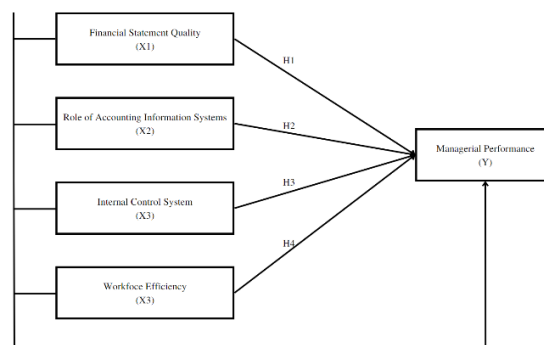 Financial Statement Quality
(X1)
H1
Role of Accounting Information Systems
(X2)
H2
Managerial Performance
(Y)
Internal Control System
(X3)
H3
H4
Workfoce Efficiency
(X3)